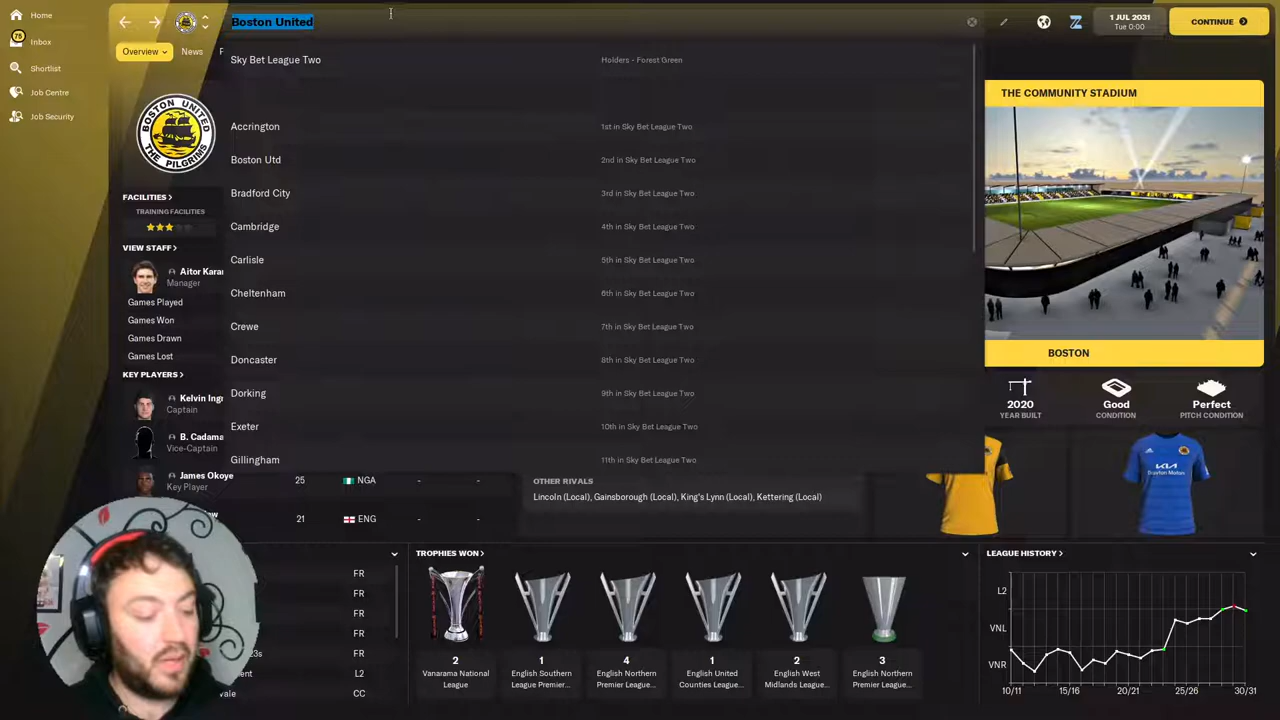 Home
Inbox
76
Shortlist
Job Centre
Job Security
Boston United
1 JUL 2031
Tue 0:00
CONTINUE
Overview
News
Sky Bet League Two
Holders - Forest Green
Accrington
1st in Sky Bet League Two
Boston Utd
2nd in Sky Bet League Two
Bradford City
3rd in Sky Bet League Two
Cambridge
4th in Sky Bet League Two
Carlisle
5th in Sky Bet League Two
Cheltenham
6th in Sky Bet League Two
Crewe
7th in Sky Bet League Two
Doncaster
8th in Sky Bet League Two
Dorking
9th in Sky Bet League Two
Exeter
10th in Sky Bet League Two
Gillingham
11th in Sky Bet League Two
BOSTON UNITED
THE PILGRIMS
FACILITIES
TRAINING FACILITIES
VIEW STAFF
Aitor Karan
Manager
Games Played
Games Won
Games Drawn
Games Lost
KEY PLAYERS
Kelvin Ingr
Captain
B. Cadama
Vice-Captain
James Okoye
Key Player
25
NGA
-
-
21
ENG
-
-
OTHER RIVALS
Lincoln (Local), Gainsborough (Local), King's Lynn (Local), Kettering (Local)
THE COMMUNITY STADIUM
BOSTON
2020
YEAR BUILT
Good
CONDITION
Perfect
PITCH CONDITION
FR
FR
FR
FR
FR
L2
CC
TROPHIES WON
2
Vanarama National League
1
English Southern League Premier...
4
English Northern Premier League...
1
English United Counties League...
2
English West Midlands League...
3
English Northern Premier League...
LEAGUE HISTORY
L2
VNL
VNR
10/11
15/16
20/21
25/26
30/31